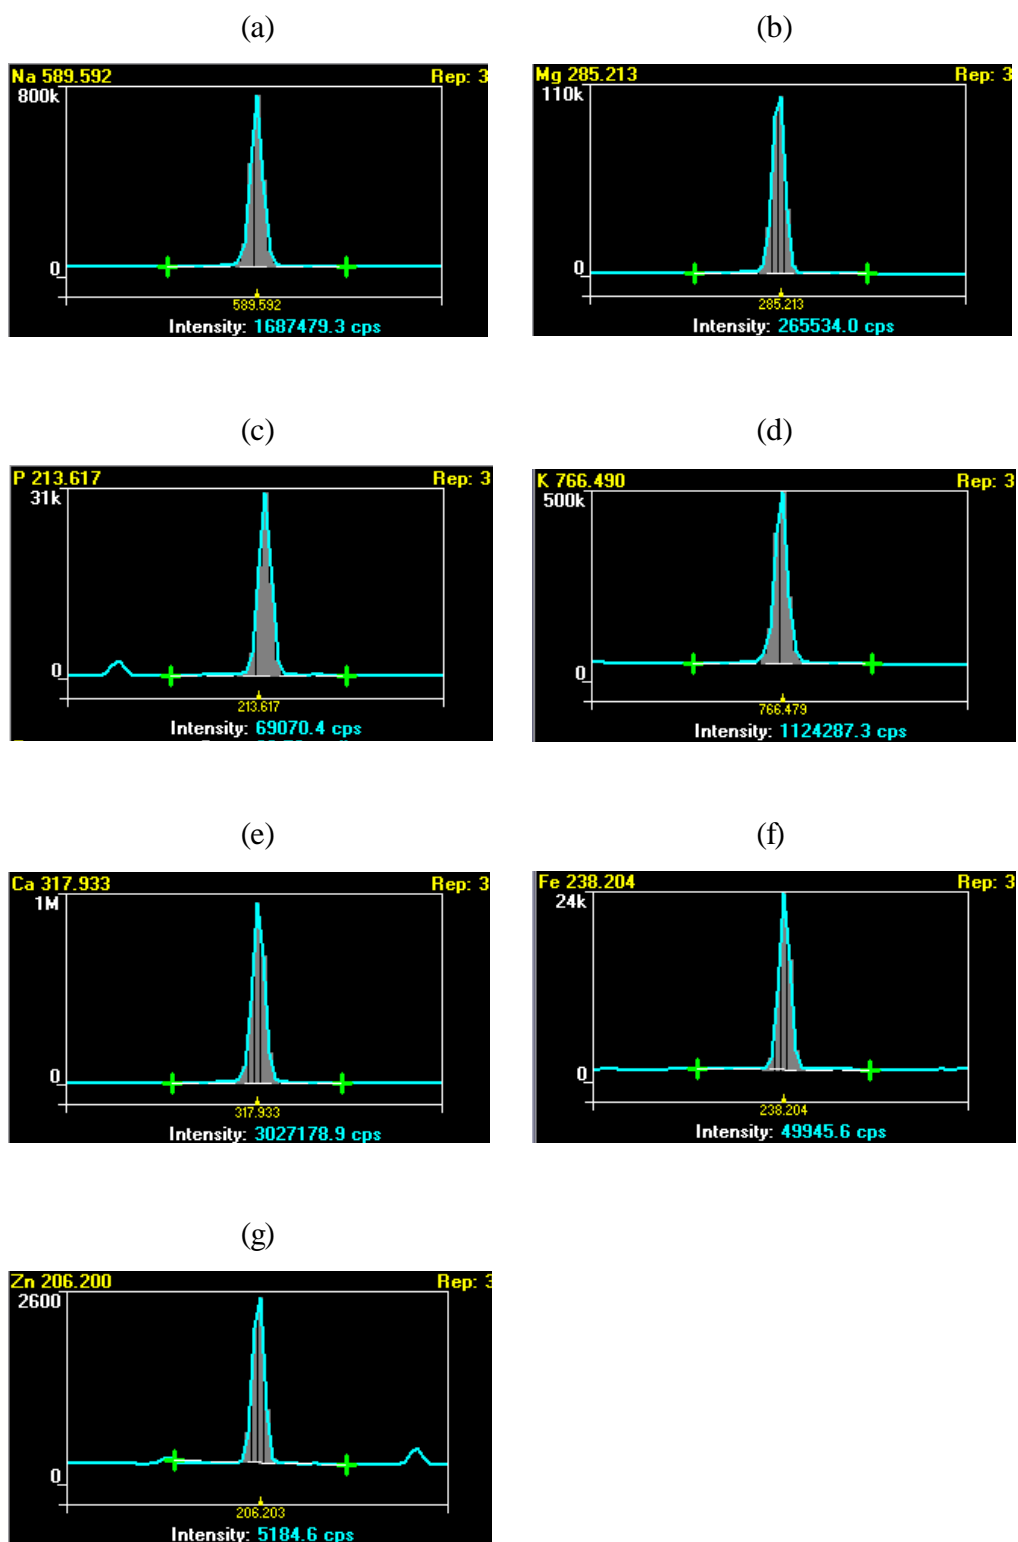 (a)
Na 589.592 Rep: 3
800k
0
589.592
Intensity: 1687479.3 cps
(b)
Mg 285.213 Rep: 3
110k
0
285.213
Intensity: 265534.0 cps
(c)
P 213.617 Rep: 3
31k
0
213.617
Intensity: 69070.4 cps
(d)
K 766.490 Rep: 3
500k
0
766.479
Intensity: 1124287.3 cps
(e)
Ca 317.933 Rep: 3
1M
0
317.933
Intensity: 3027178.9 cps
(f)
Fe 238.204 Rep: 3
24k
0
238.204
Intensity: 49945.6 cps
(g)
Zn 206.200 Rep: 3
2600
0
206.203
Intensity: 5184.6 cps